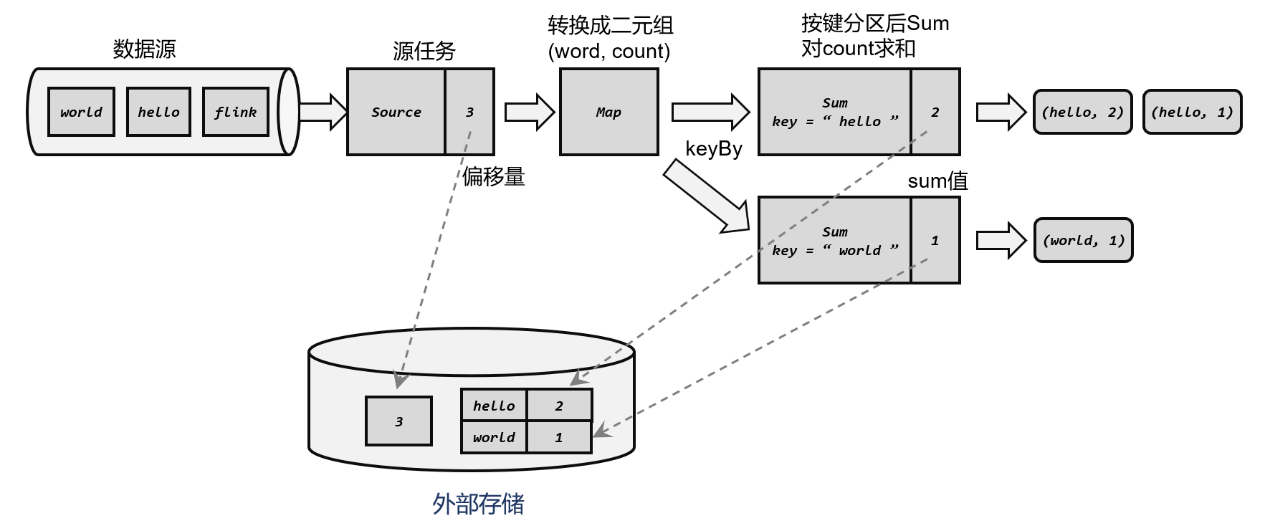 数据源
源任务
转换成二元组
(word, count)
按键分区后Sum
对count求和
world
hello
flink
Source
3
Map
Sum
key = “ hello ”
2
(hello, 2)
(hello, 1)
偏移量
keyBy
sum值
Sum
key = “ world ”
1
(world, 1)
3
hello
2
world
1
外部存储